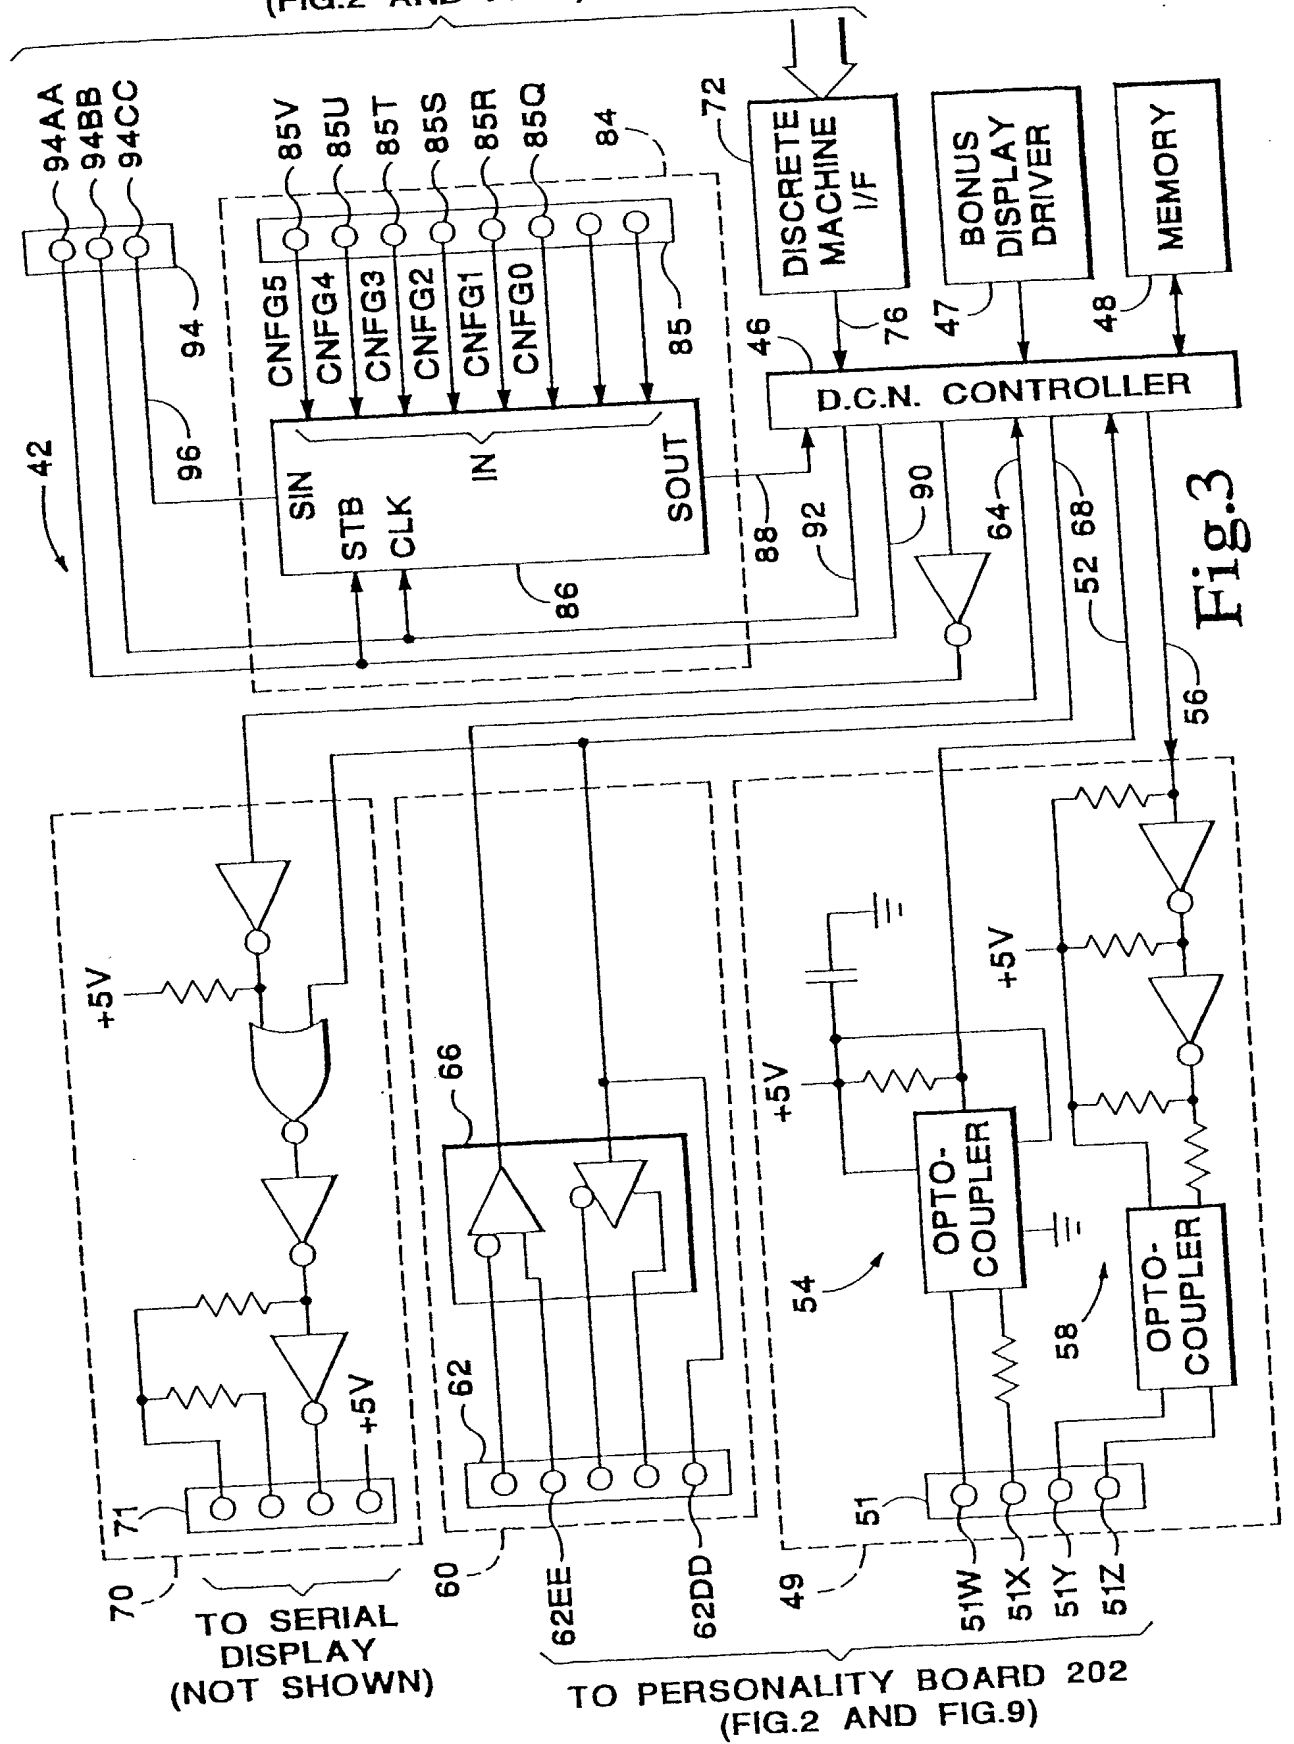 (FIG.2 AND
94AA
94BB
94CC
94
96
42
85V
85U
85T
85S
85R
85Q
84
CNFG5
CNFG4
CNFG3
CNFG2
CNFG1
CNFG0
85
SIN
STB
CLK
IN
SOUT
86
88
72
DISCRETE
MACHINE
I/F
76
BONUS
DISPLAY
DRIVER
47
MEMORY
48
46
D.C.N. CONTROLLER
92
90
64
68
52
56
Fig.3
+5V
71
+5V
70
TO SERIAL
DISPLAY
(NOT SHOWN)
66
62
60
62EE
62DD
+5V
+5V
OPTO-
COUPLER
54
OPTO-
COUPLER
58
51
49
51W
51X
51Y
51Z
TO PERSONALITY BOARD 202
(FIG.2 AND FIG.9)